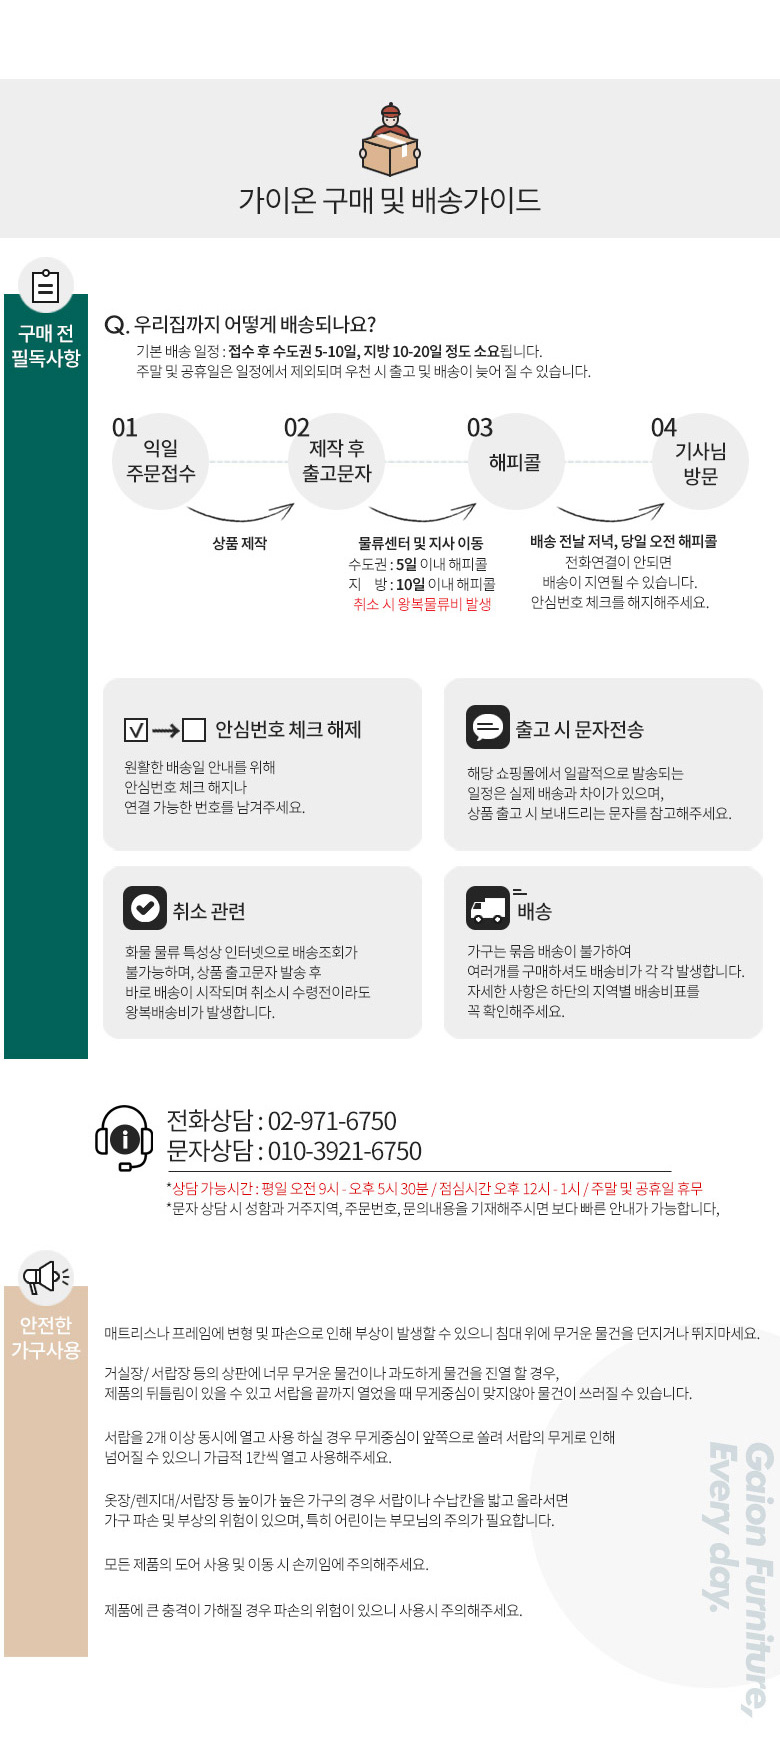 가이온 구매 및 배송가이드
구매 전
필독사항
Q. 우리집까지 어떻게 배송되나요?
기본 배송 일정 : 접수 후 수도권 5-10일, 지방 10-20일 정도 소요됩니다.
주말 및 공휴일은 일정에서 제외되며 우천 시 출고 및 배송이 늦어 질 수 있습니다.
01
익일
주문접수
02
제작 후
출고문자
03
해피콜
04
기사님
방문
상품 제작
물류센터 및 지사 이동
수도권 : 5일 이내 해피콜
지 방 : 10일 이내 해피콜
취소 시 왕복물류비 발생
배송 전날 저녁, 당일 오전 해피콜
전화연결이 안되면
배송이 지연될 수 있습니다.
안심번호 체크를 해지해주세요.
안심번호 체크 해제
원활한 배송일 안내를 위해
안심번호 체크 해지나
연결 가능한 번호를 남겨주세요.
출고 시 문자전송
해당 쇼핑몰에서 일괄적으로 발송되는
일정은 실제 배송과 차이가 있으며,
상품 출고 시 보내드리는 문자를 참고해주세요.
취소 관련
화물 물류 특성상 인터넷으로 배송조회가
불가능하며, 상품 출고문자 발송 후
바로 배송이 시작되며 취소시 수령전이라도
왕복배송비가 발생합니다.
배송
가구는 묶음 배송이 불가하여
여러개를 구매하셔도 배송비가 각 각 발생합니다.
자세한 사항은 하단의 지역별 배송비표를
꼭 확인해주세요.
전화상담 : 02-971-6750
문자상담 : 010-3921-6750
*상담 가능시간 : 평일 오전 9시 - 오후 5시 30분 / 점심시간 오후 12시 - 1시 / 주말 및 공휴일 휴무
*문자 상담 시 성함과 거주지역, 주문번호, 문의내용을 기재해주시면 보다 빠른 안내가 가능합니다,
안전한
가구사용
매트리스나 프레임에 변형 및 파손으로 인해 부상이 발생할 수 있으니 침대 위에 무거운 물건을 던지거나 뛰지마세요.
거실장/ 서랍장 등의 상판에 너무 무거운 물건이나 과도하게 물건을 진열 할 경우,
제품의 뒤틀림이 있을 수 있고 서랍을 끝까지 열었을 때 무게중심이 맞지않아 물건이 쓰러질 수 있습니다.
서랍을 2개 이상 동시에 열고 사용 하실 경우 무게중심이 앞쪽으로 쏠려 서랍의 무게로 인해
넘어질 수 있으니 가급적 1칸씩 열고 사용해주세요.
옷장/렌지대/서랍장 등 높이가 높은 가구의 경우 서랍이나 수납칸을 밟고 올라서면
가구 파손 및 부상의 위험이 있으며, 특히 어린이는 부모님의 주의가 필요합니다.
모든 제품의 도어 사용 및 이동 시 손끼임에 주의해주세요.
제품에 큰 충격이 가해질 경우 파손의 위험이 있으니 사용시 주의해주세요.
Gaion Furniture,
Every day.